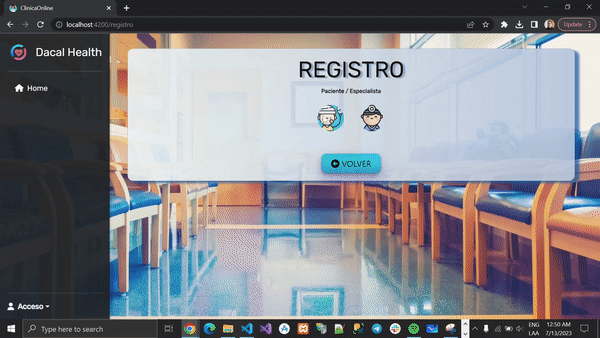 ClinicaOnline
localhost:4200/registro
Update
Dacal Health
Home
REGISTRO
Paciente / Especialista
VOLVER
Acceso
Type here to search
ENG
LAA
12:50 AM
7/13/2023